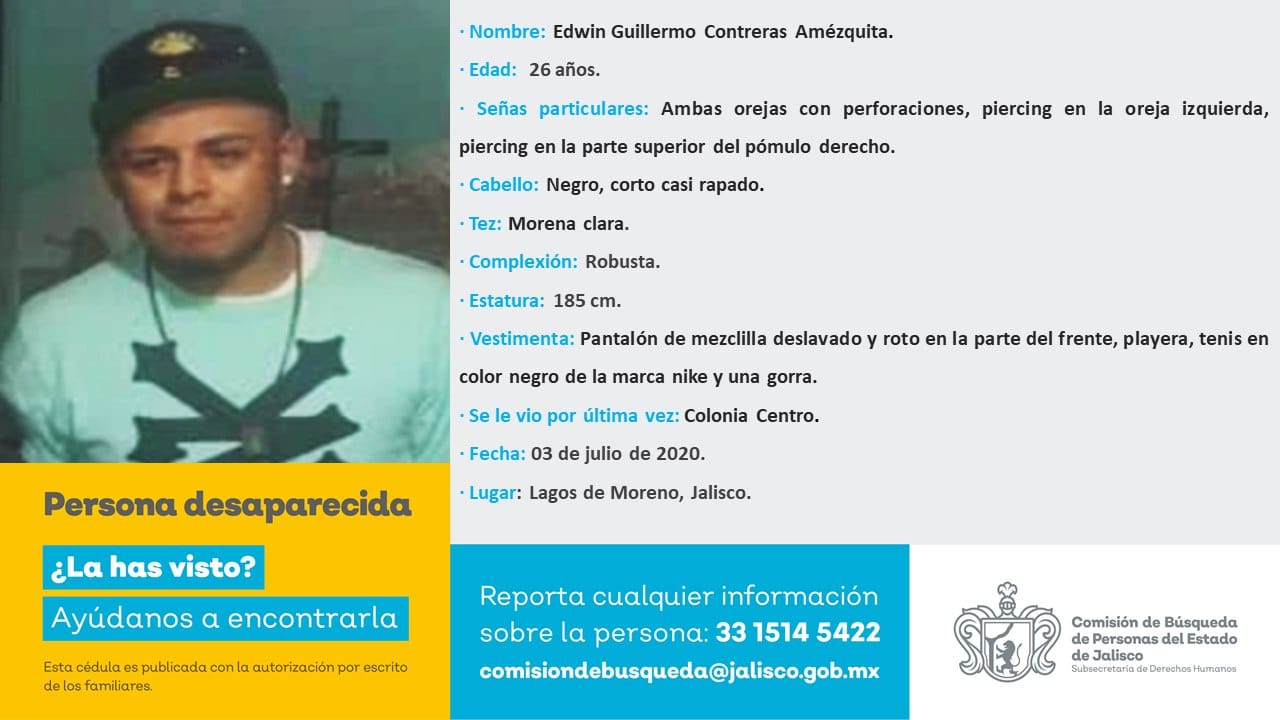 · Nombre: Edwin Guillermo Contreras Amézquita.
· Edad: 26 años.
· Señas particulares: Ambas orejas con perforaciones, piercing en la oreja izquierda,
piercing en la parte superior del pómulo derecho.
· Cabello: Negro, corto casi rapado.
· Tez: Morena clara.
· Complexión: Robusta.
· Estatura: 185 cm.
· Vestimenta: Pantalón de mezclilla deslavado y roto en la parte del frente, playera, tenis en
color negro de la marca nike y una gorra.
· Se le vio por última vez: Colonia Centro.
· Fecha: 03 de julio de 2020.
· Lugar: Lagos de Moreno, Jalisco.
Persona desaparecida
¿La has visto?
Ayúdanos a encontrarla
Esta cédula es publicada con la autorización por escrito
de los familiares.
Reporta cualquier información
sobre la persona: 33 1514 5422
comisiondebusqueda@jalisco.gob.mx
Comisión de Búsqueda
de Personas del Estado
de Jalisco
Subsecretaría de Derechos Humanos